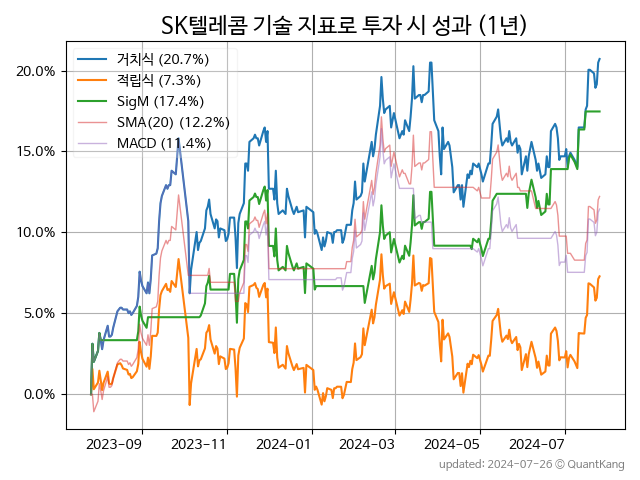 SK텔레콤 기술 지표로 투자 시 성과 (1년)
거치식 (20.7%)
적립식 (7.3%)
SigM (17.4%)
SMA(20) (12.2%)
MACD (11.4%)
20.0%
15.0%
10.0%
5.0%
0.0%
2023-09 2023-11 2024-01 2024-03 2024-05 2024-07
updated: 2024-07-26 © QuantKang